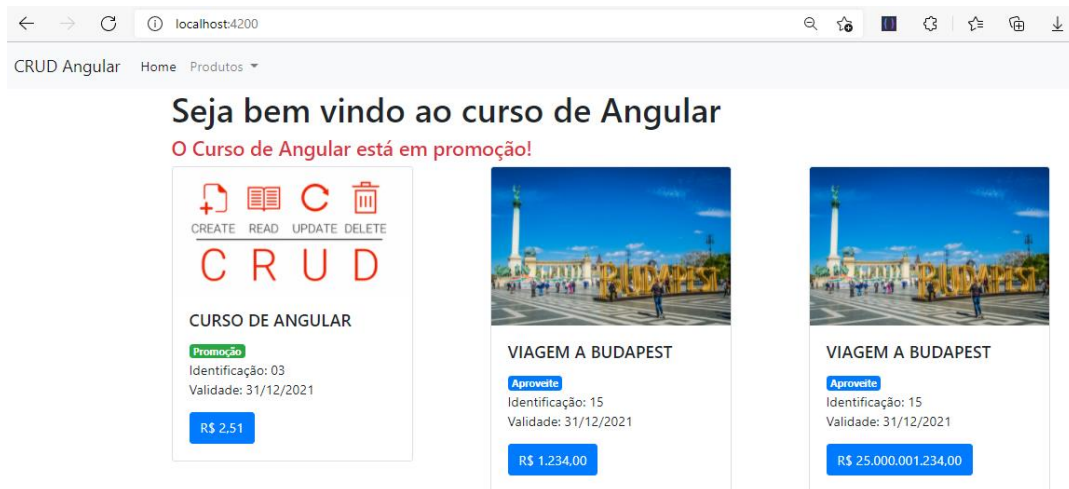 localhost:4200
CRUD Angular Home Produtos
Seja bem vindo ao curso de Angular
O Curso de Angular está em promoção!
CREATE READ UPDATE DELETE
CRUD
CURSO DE ANGULAR
Promoção
Identificação: 03
Validade: 31/12/2021
R$ 2,51
BUDAPEST
VIAGEM A BUDAPEST
Aproveite
Identificação: 15
Validade: 31/12/2021
R$ 1.234,00
BUDAPEST
VIAGEM A BUDAPEST
Aproveite
Identificação: 15
Validade: 31/12/2021
R$ 25.000.001.234,00